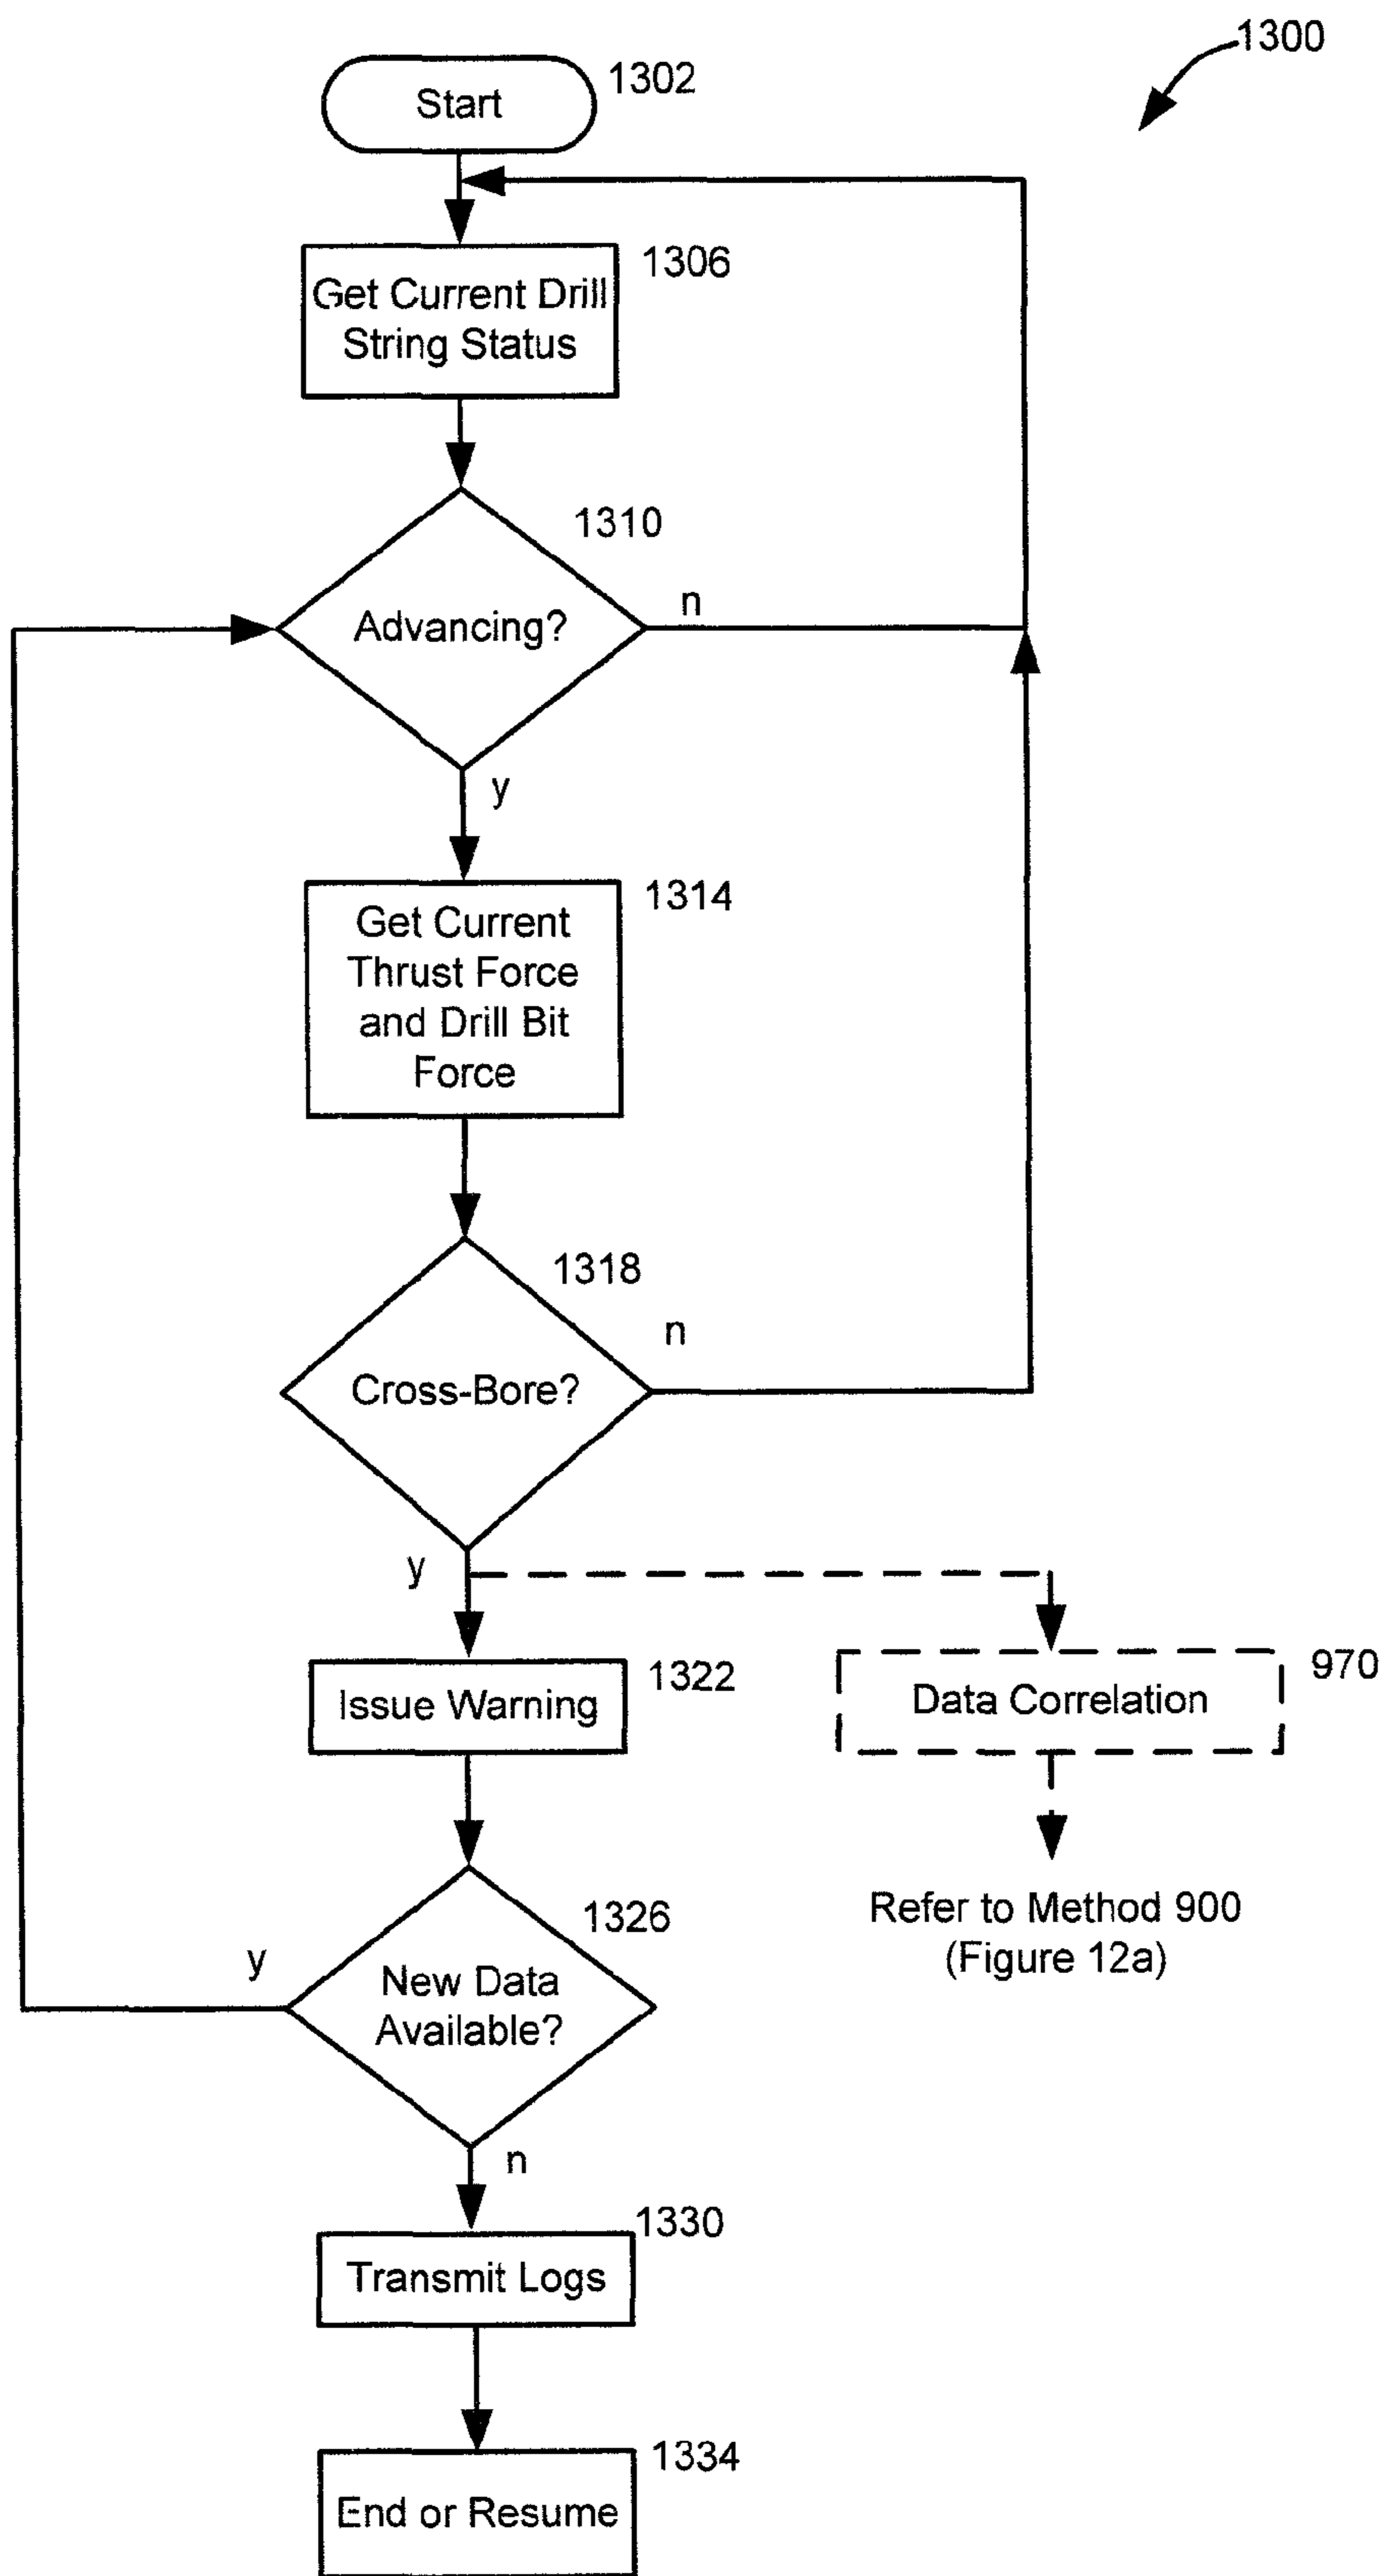 1300
Start
1302
Get Current Drill
String Status
1306
Advancing?
1310
n
y
Get Current
Thrust Force
and Drill Bit
Force
1314
Cross-Bore?
1318
n
y
Issue Warning
1322
Data Correlation
970
Refer to Method 900
(Figure 12a)
New Data
Available?
1326
y
n
Transmit Logs
1330
End or Resume
1334